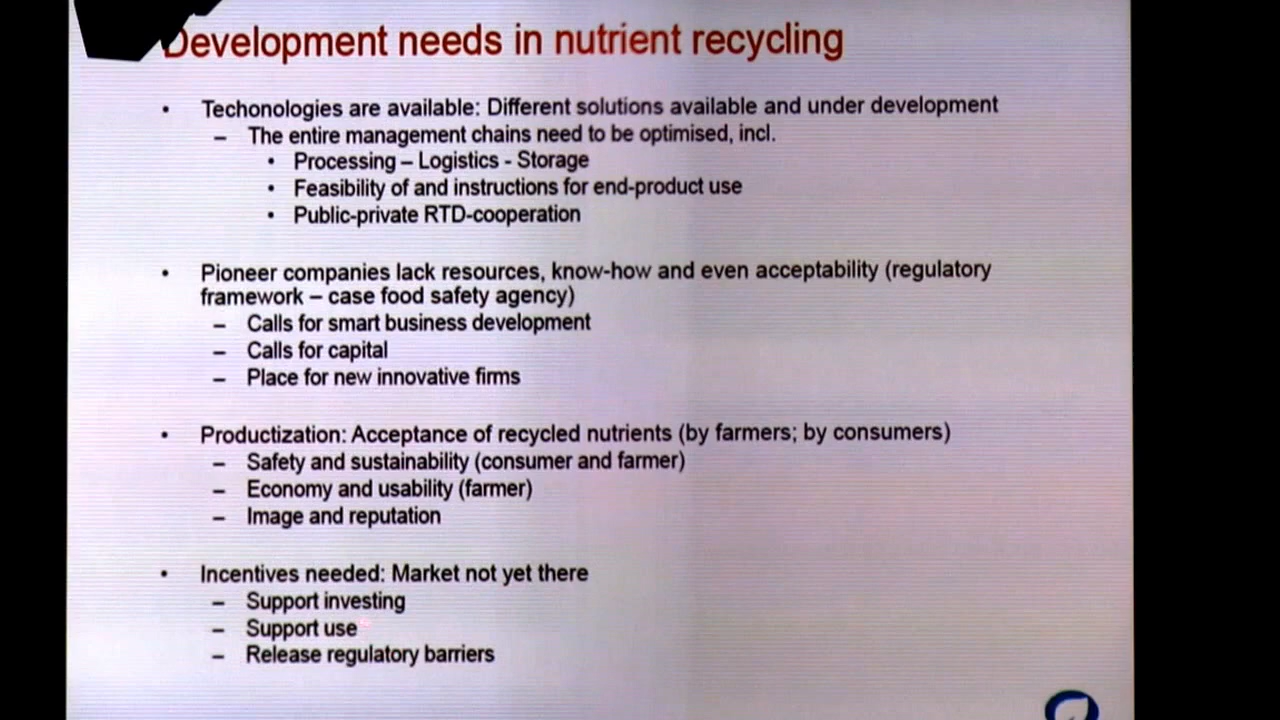 Development needs in nutrient recycling
• Techonologies are available: Different solutions available and under development
– The entire management chains need to be optimised, incl.
• Processing – Logistics - Storage
• Feasibility of and instructions for end-product use
• Public-private RTD-cooperation
• Pioneer companies lack resources, know-how and even acceptability (regulatory
framework – case food safety agency)
– Calls for smart business development
– Calls for capital
– Place for new innovative firms
• Productization: Acceptance of recycled nutrients (by farmers; by consumers)
– Safety and sustainability (consumer and farmer)
– Economy and usability (farmer)
– Image and reputation
• Incentives needed: Market not yet there
– Support investing
– Support use
– Release regulatory barriers